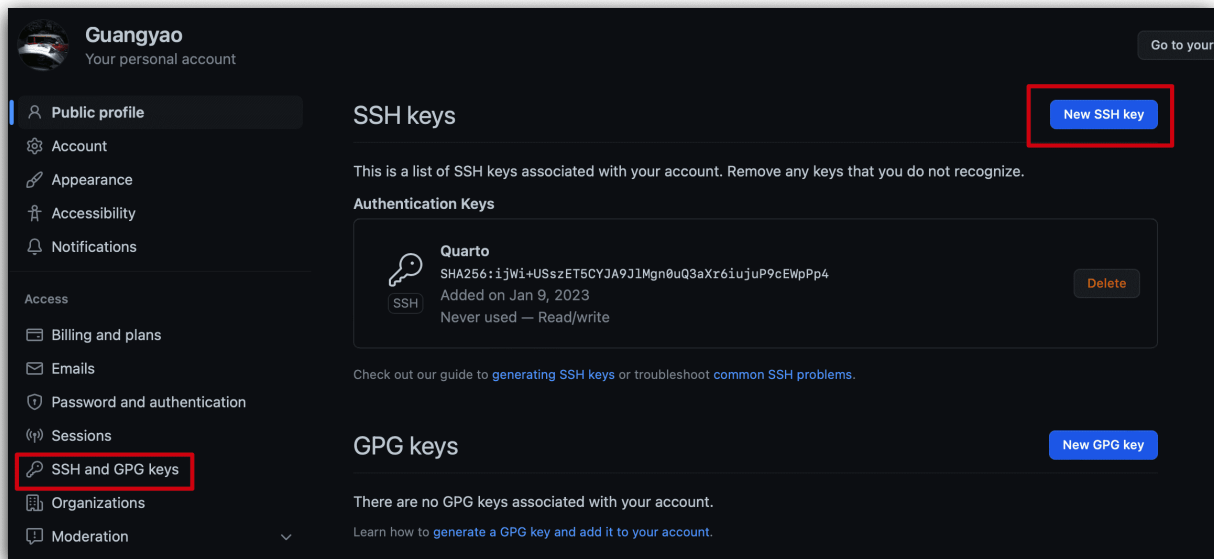 Guangyao
Your personal account
Go to your
Public profile
Account
Appearance
Accessibility
Notifications
Access
Billing and plans
Emails
Password and authentication
Sessions
SSH and GPG keys
Organizations
Moderation
SSH keys
New SSH key
This is a list of SSH keys associated with your account. Remove any keys that you do not recognize.
Authentication Keys
Quarto
SHA256:ijWi+USszET5CYJA9JlMgn0uQ3aXr6iujuP9cEWpPp4
SSH
Added on Jan 9, 2023
Never used — Read/write
Delete
Check out our guide to generating SSH keys or troubleshoot common SSH problems.
GPG keys
New GPG key
There are no GPG keys associated with your account.
Learn how to generate a GPG key and add it to your account.